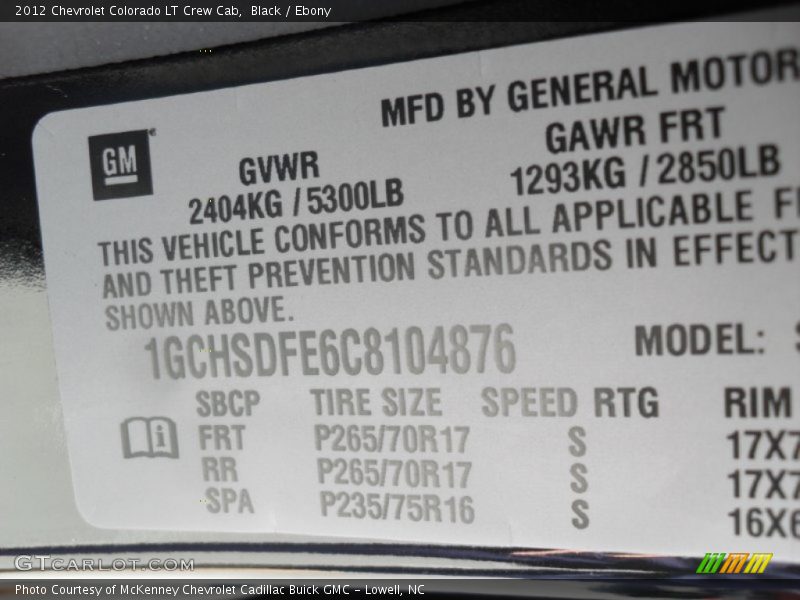 2012 Chevrolet Colorado LT Crew Cab, Black / Ebony
MFD BY GENERAL MOTOR
GM
GVWR
GAWR FRT
2404KG / 5300LB
1293KG / 2850LB
THIS VEHICLE CONFORMS TO ALL APPLICABLE F
AND THEFT PREVENTION STANDARDS IN EFFECT
SHOWN ABOVE.
1GCHSDFE6C8104876
MODEL: S
SBCP TIRE SIZE SPEED RTG RIM
FRT P265/70R17 S 17X7
RR P265/70R17 S 17X7
SPA P235/75R16 S 16X6
GTCARLOT.COM
Photo Courtesy of McKenney Chevrolet Cadillac Buick GMC – Lowell, NC